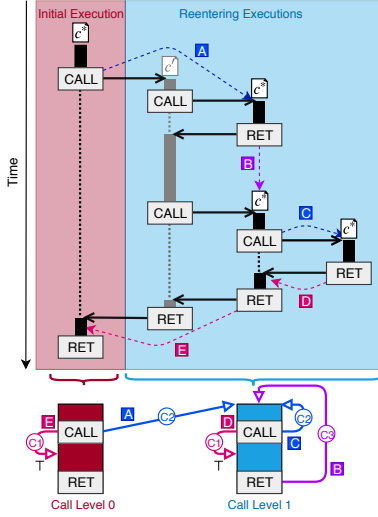 Initial Execution
Reentering Executions
c*
A
CALL
c'
CALL
c*
RET
B
Time
c*
CALL
C
c*
CALL
RET
D
RET
RET
RET
E
E
A
C2
D
C2
C1
CALL
C1
CALL
C
C3
T
T
B
RET
RET
Call Level 0
Call Level 1